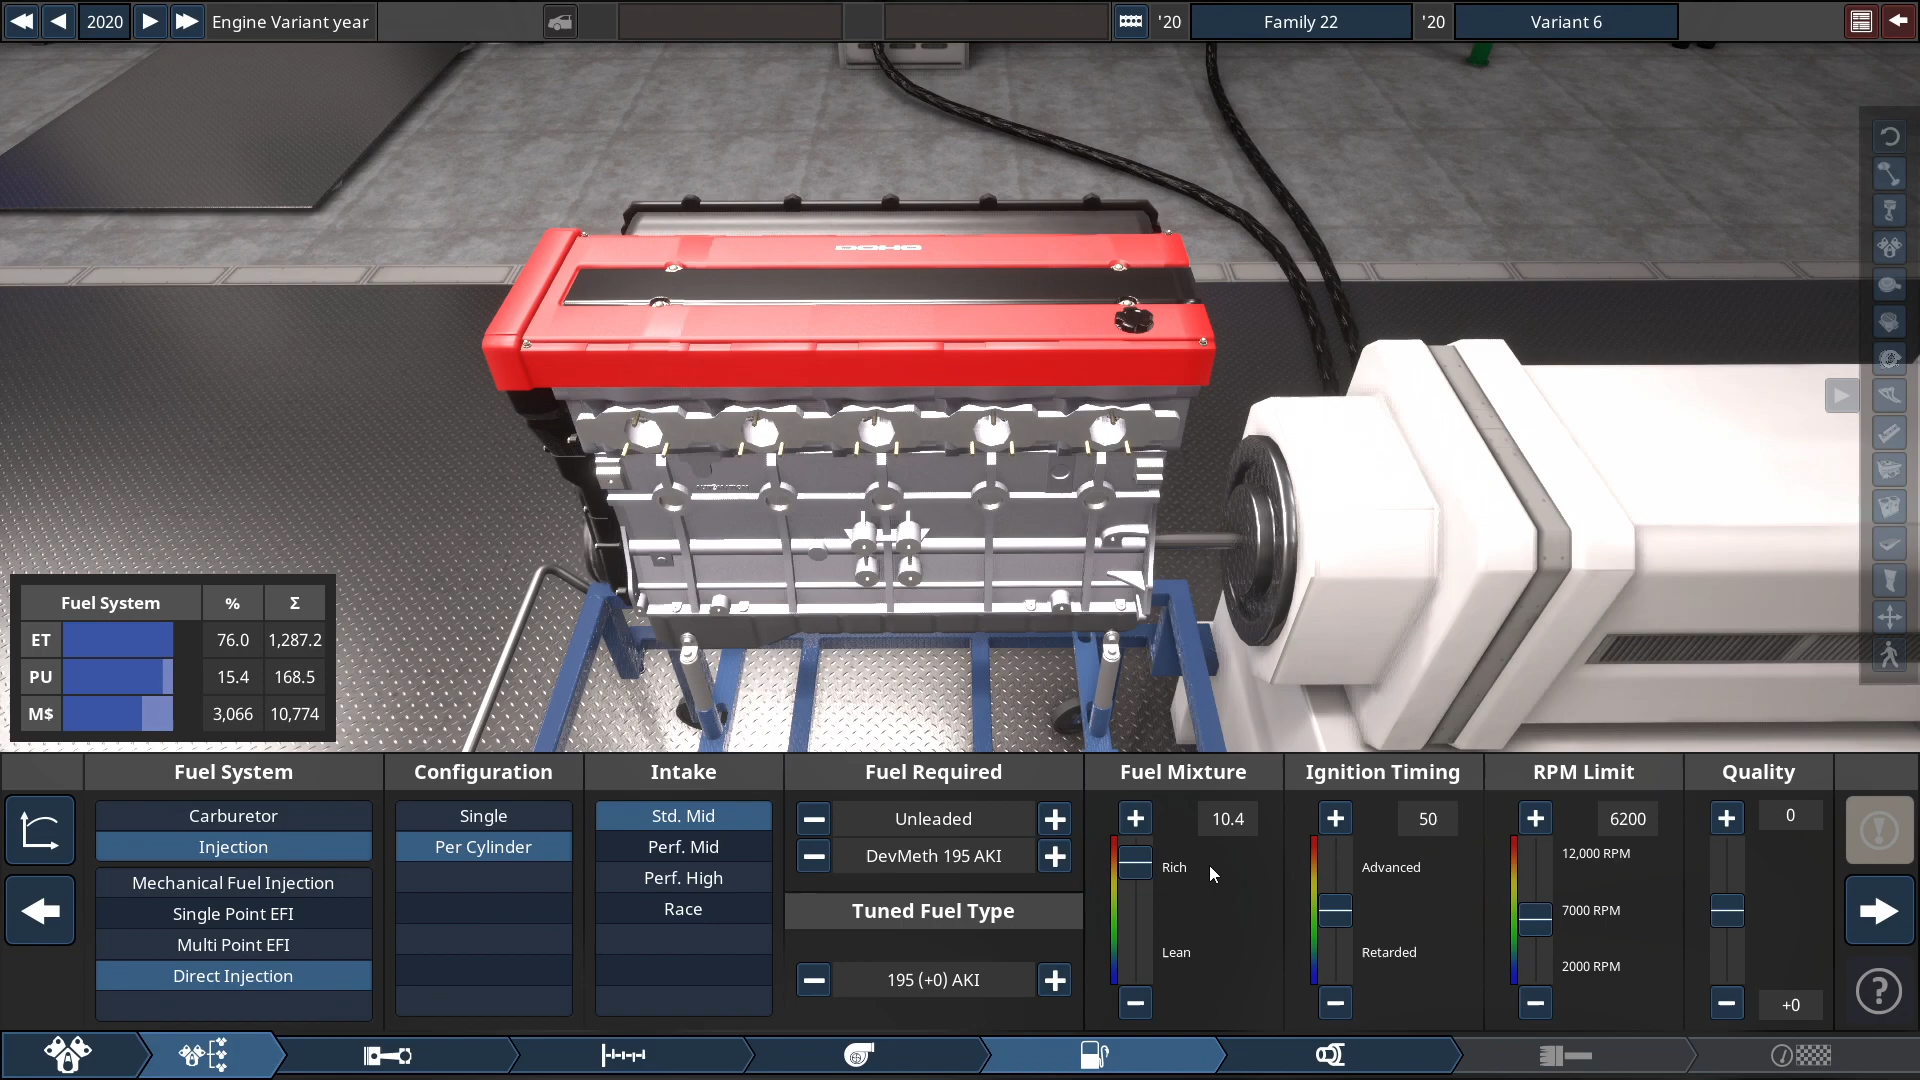 2020 Engine Variant year '20 Family 22 '20 Variant 6
DOHC
Fuel System % Σ
ET 76.0 1,287.2
PU 15.4 168.5
M$ 3,066 10,774
Fuel System
Carburetor
Injection
Mechanical Fuel Injection
Single Point EFI
Multi Point EFI
Direct Injection
Configuration
Single
Per Cylinder
Intake
Std. Mid
Perf. Mid
Perf. High
Race
Fuel Required
Unleaded
DevMeth 195 AKI
Tuned Fuel Type
195 (+0) AKI
Fuel Mixture
10.4
Rich
Lean
Ignition Timing
50
Advanced
Retarded
RPM Limit
6200
12,000 RPM
7000 RPM
2000 RPM
Quality
0
+0